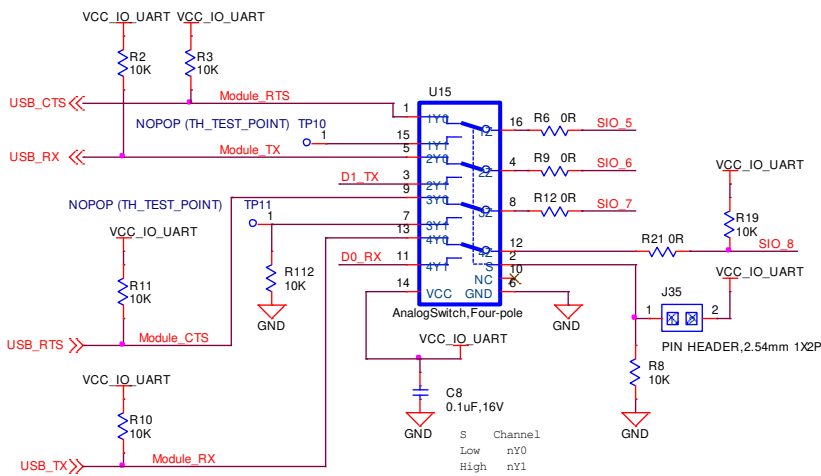 VCC_IO_UART VCC_IO_UART
R2
10K
R3
10K
U15
USB_CTS
Module_RTS
1
1Y0
NOPOP (TH_TEST_POINT) TP10
1
15
1Y1
1Z
16
R6 0R
SIO_5
USB_RX
Module_TX
5
2Y0
2Z
4
R9 0R
SIO_6
VCC_IO_UART
D1_TX
3
2Y1
9
3Y0
NOPOP (TH_TEST_POINT) TP11
1
7
3Y1
3Z
8
R12 0R
SIO_7
R19
10K
13
4Y0
4Z
12
R21 0R
SIO_8
VCC_IO_UART
R112
10K
D0_RX
11
4Y1
S
2
NC
10
VCC_IO_UART
R11
10K
14
VCC
GND
6
J35
1
2
GND
AnalogSwitch,Four-pole
GND
PIN HEADER,2.54mm 1X2P
USB_RTS
Module_CTS
VCC_IO_UART
R8
10K
VCC_IO_UART
R10
10K
C8
0.1uF,16V
GND
GND
S Channel
Low nY0
High nY1
USB_TX
Module_RX